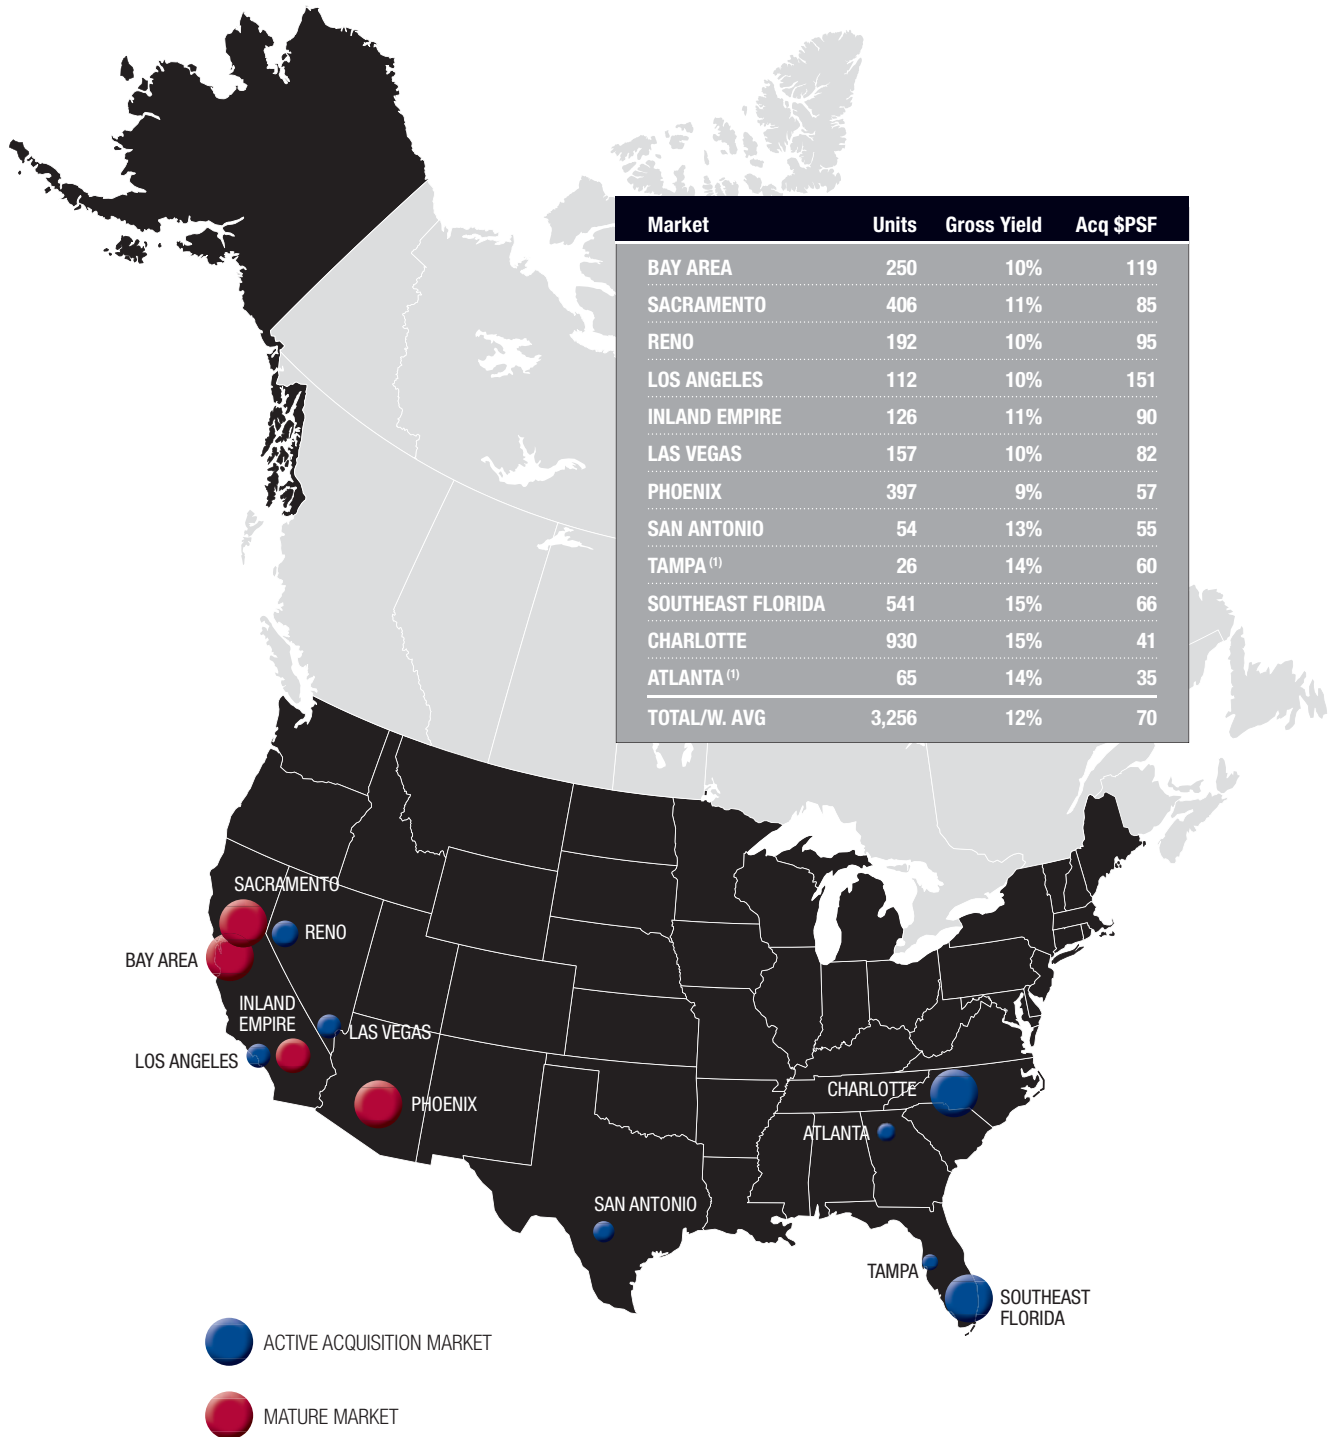 Market Units Gross Yield Acq $PSF
BAY AREA 250 10% 119
SACRAMENTO 406 11% 85
RENO 192 10% 95
LOS ANGELES 112 10% 151
INLAND EMPIRE 126 11% 90
LAS VEGAS 157 10% 82
PHOENIX 397 9% 57
SAN ANTONIO 54 13% 55
TAMPA (1) 26 14% 60
SOUTHEAST FLORIDA 541 15% 66
CHARLOTTE 930 15% 41
ATLANTA (1) 65 14% 35
TOTAL/W. AVG 3,256 12% 70
SACRAMENTO
RENO
BAY AREA
INLAND
EMPIRE
LAS VEGAS
LOS ANGELES
PHOENIX
CHARLOTTE
ATLANTA
SAN ANTONIO
TAMPA
SOUTHEAST
FLORIDA
ACTIVE ACQUISITION MARKET
MATURE MARKET